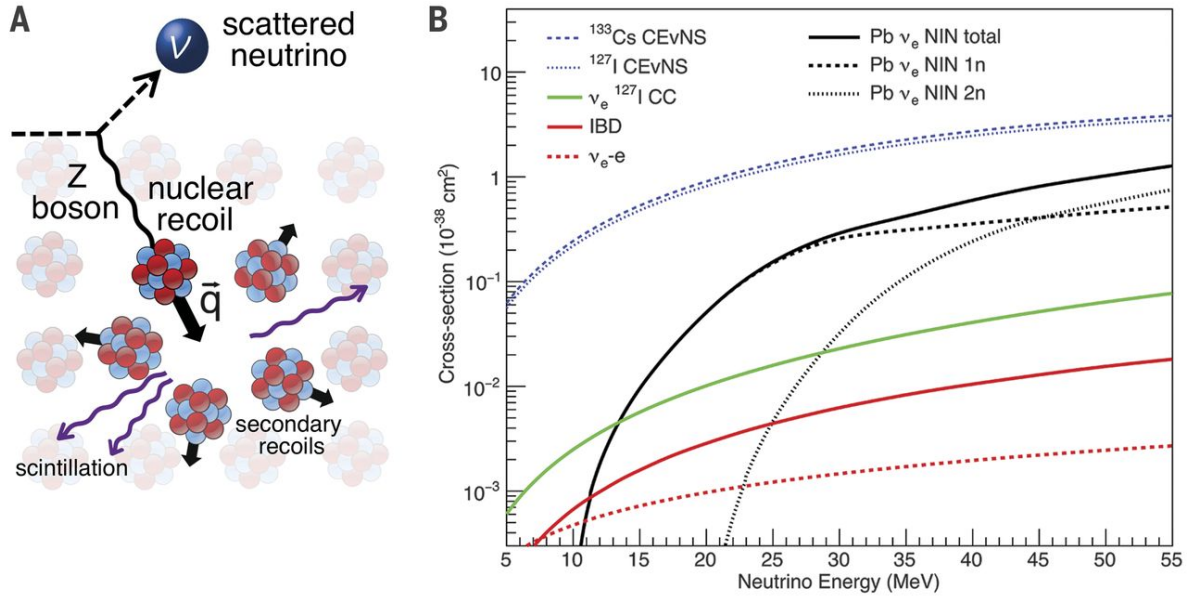 A
ν
scattered
neutrino
Z
boson
nuclear
recoil
q⃗
secondary
recoils
scintillation
B
¹³³Cs CEvNS
¹²⁷I CEvNS
νₑ ¹²⁷I CC
IBD
νₑ-e
Pb νₑ NIN total
Pb νₑ NIN 1n
Pb νₑ NIN 2n
Cross-section (10⁻³⁸ cm²)
10
1
10⁻¹
10⁻²
10⁻³
5 10 15 20 25 30 35 40 45 50 55
Neutrino Energy (MeV)